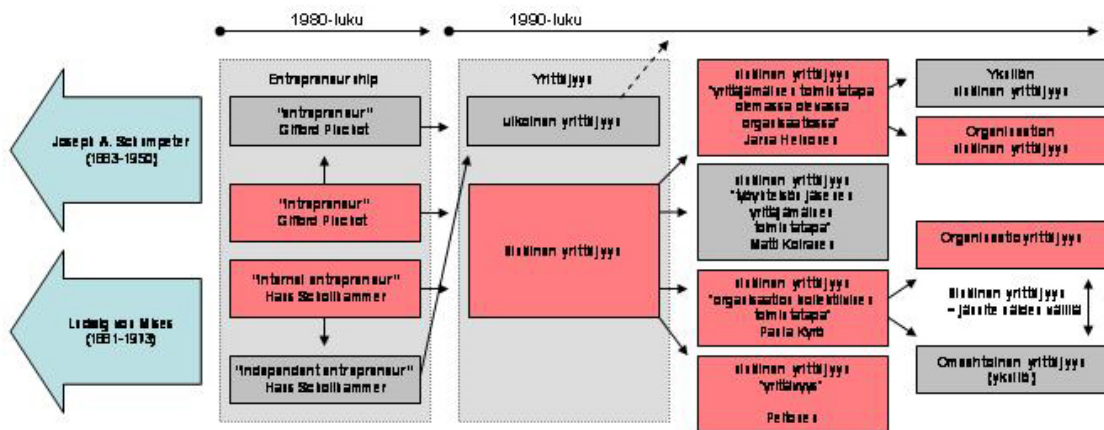 1980-luku
1990-luku
Joseph A. Schumpeter
(1883-1950)
Ludwig von Mises
(1881-1973)
Entrepreneurship
"entrepreneur"
Gifford Pinchot
"intrapreneur"
Gifford Pinchot
"internal entrepreneur"
Hans Schollhammer
"independent entrepreneur"
Hans Schollhammer
Yrittäjyys
ulkoinen yrittäjyys
sisäinen yrittäjyys
sisäinen yrittäjyys
"yrittäjämäinen toimintatapa
olemassa olevassa
organisaatiossa"
Jarna Heinonen
sisäinen yrittäjyys
"työyhteisön jäsenen
yrittäjämäinen
toimintatapa"
Matti Koiranen
sisäinen yrittäjyys
"organisaation kollektiivinen
toimintatapa"
Paula Kyrö
sisäinen yrittäjyys
"yrittävyys"
Peltonen
Yksilön
sisäinen yrittäjyys
Organisaation
sisäinen yrittäjyys
Organisaatioyrittäjyys
Sisäinen yrittäjyys
– jännite näiden välillä
Omaehtoinen yrittäjyys
(yksilö)